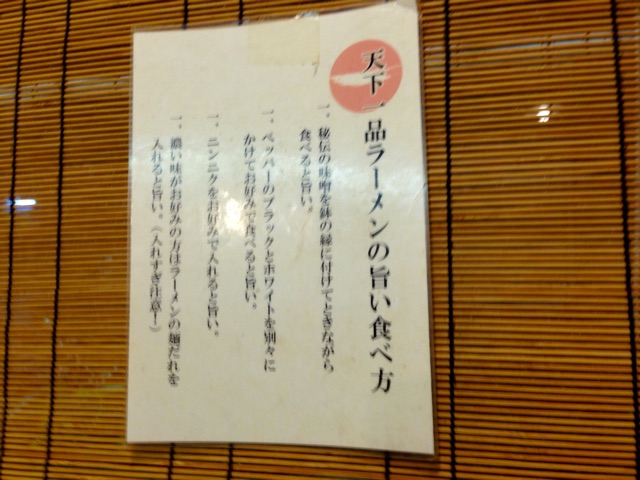 天下一品ラーメンの旨い食べ方
一、秘伝の味噌を鉢の縁に付けてときながら
食べると旨い。
一、ペッパーのブラックとホワイトを別々に
かけてお好みで食べると旨い。
一、ニンニクをお好みで入れると旨い。
一、濃い味がお好みの方はラーメンの麺だれを
入れると旨い。（入れすぎ注意！）